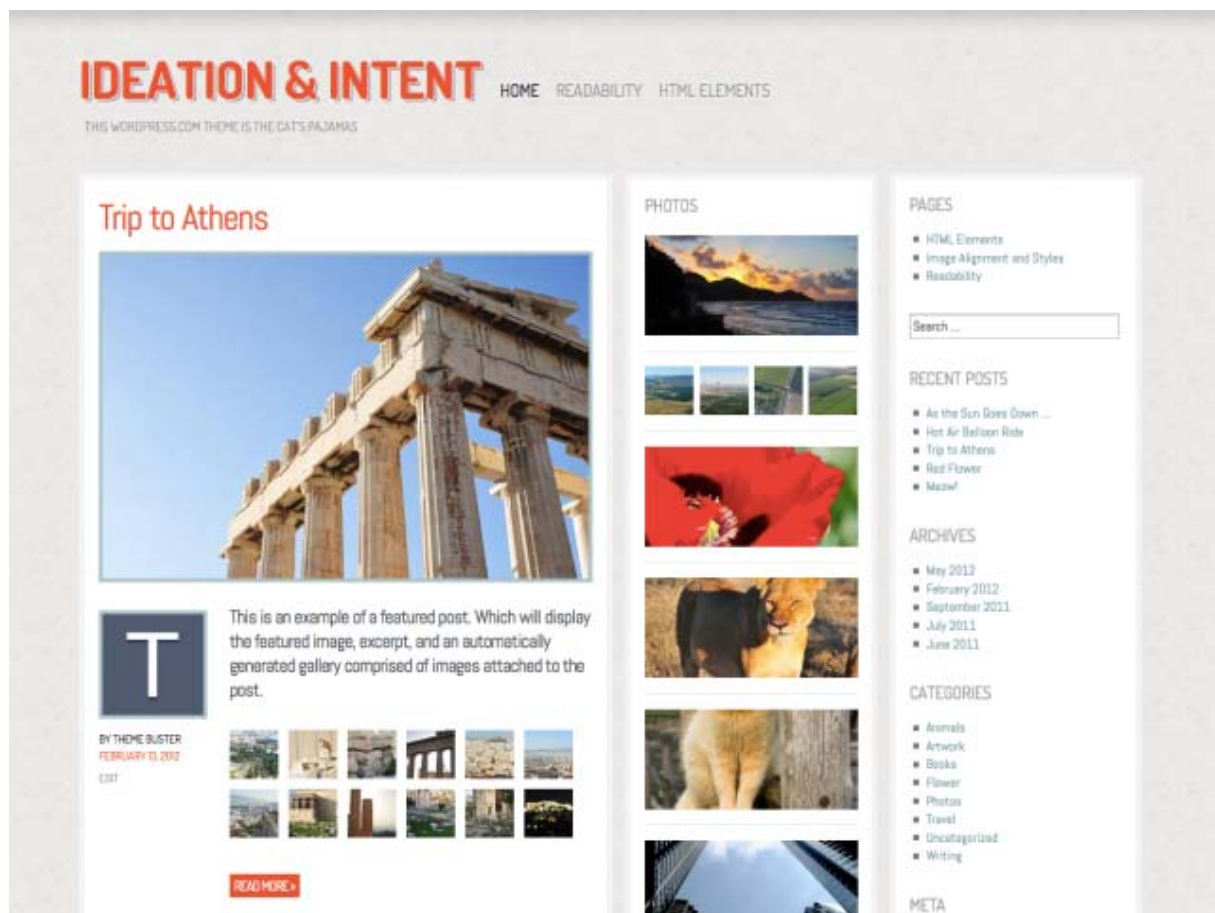 IDEATION & INTENT
HOME READABILITY HTML ELEMENTS
THIS WORDPRESS.COM THEME IS THE CAT'S PAJAMAS
Trip to Athens
T
BY THEME BUSTER
FEBRUARY 13, 2012
EDIT
This is an example of a featured post. Which will display
the featured image, excerpt, and an automatically
generated gallery comprised of images attached to the
post.
READ MORE »
PHOTOS
PAGES
HTML Elements
Image Alignment and Styles
Readability
Search ...
RECENT POSTS
As the Sun Goes Down ...
Hot Air Balloon Ride
Trip to Athens
Red Flower
Meow!
ARCHIVES
May 2012
February 2012
September 2011
July 2011
June 2011
CATEGORIES
Animals
Artwork
Books
Flower
Photos
Travel
Uncategorized
Writing
META